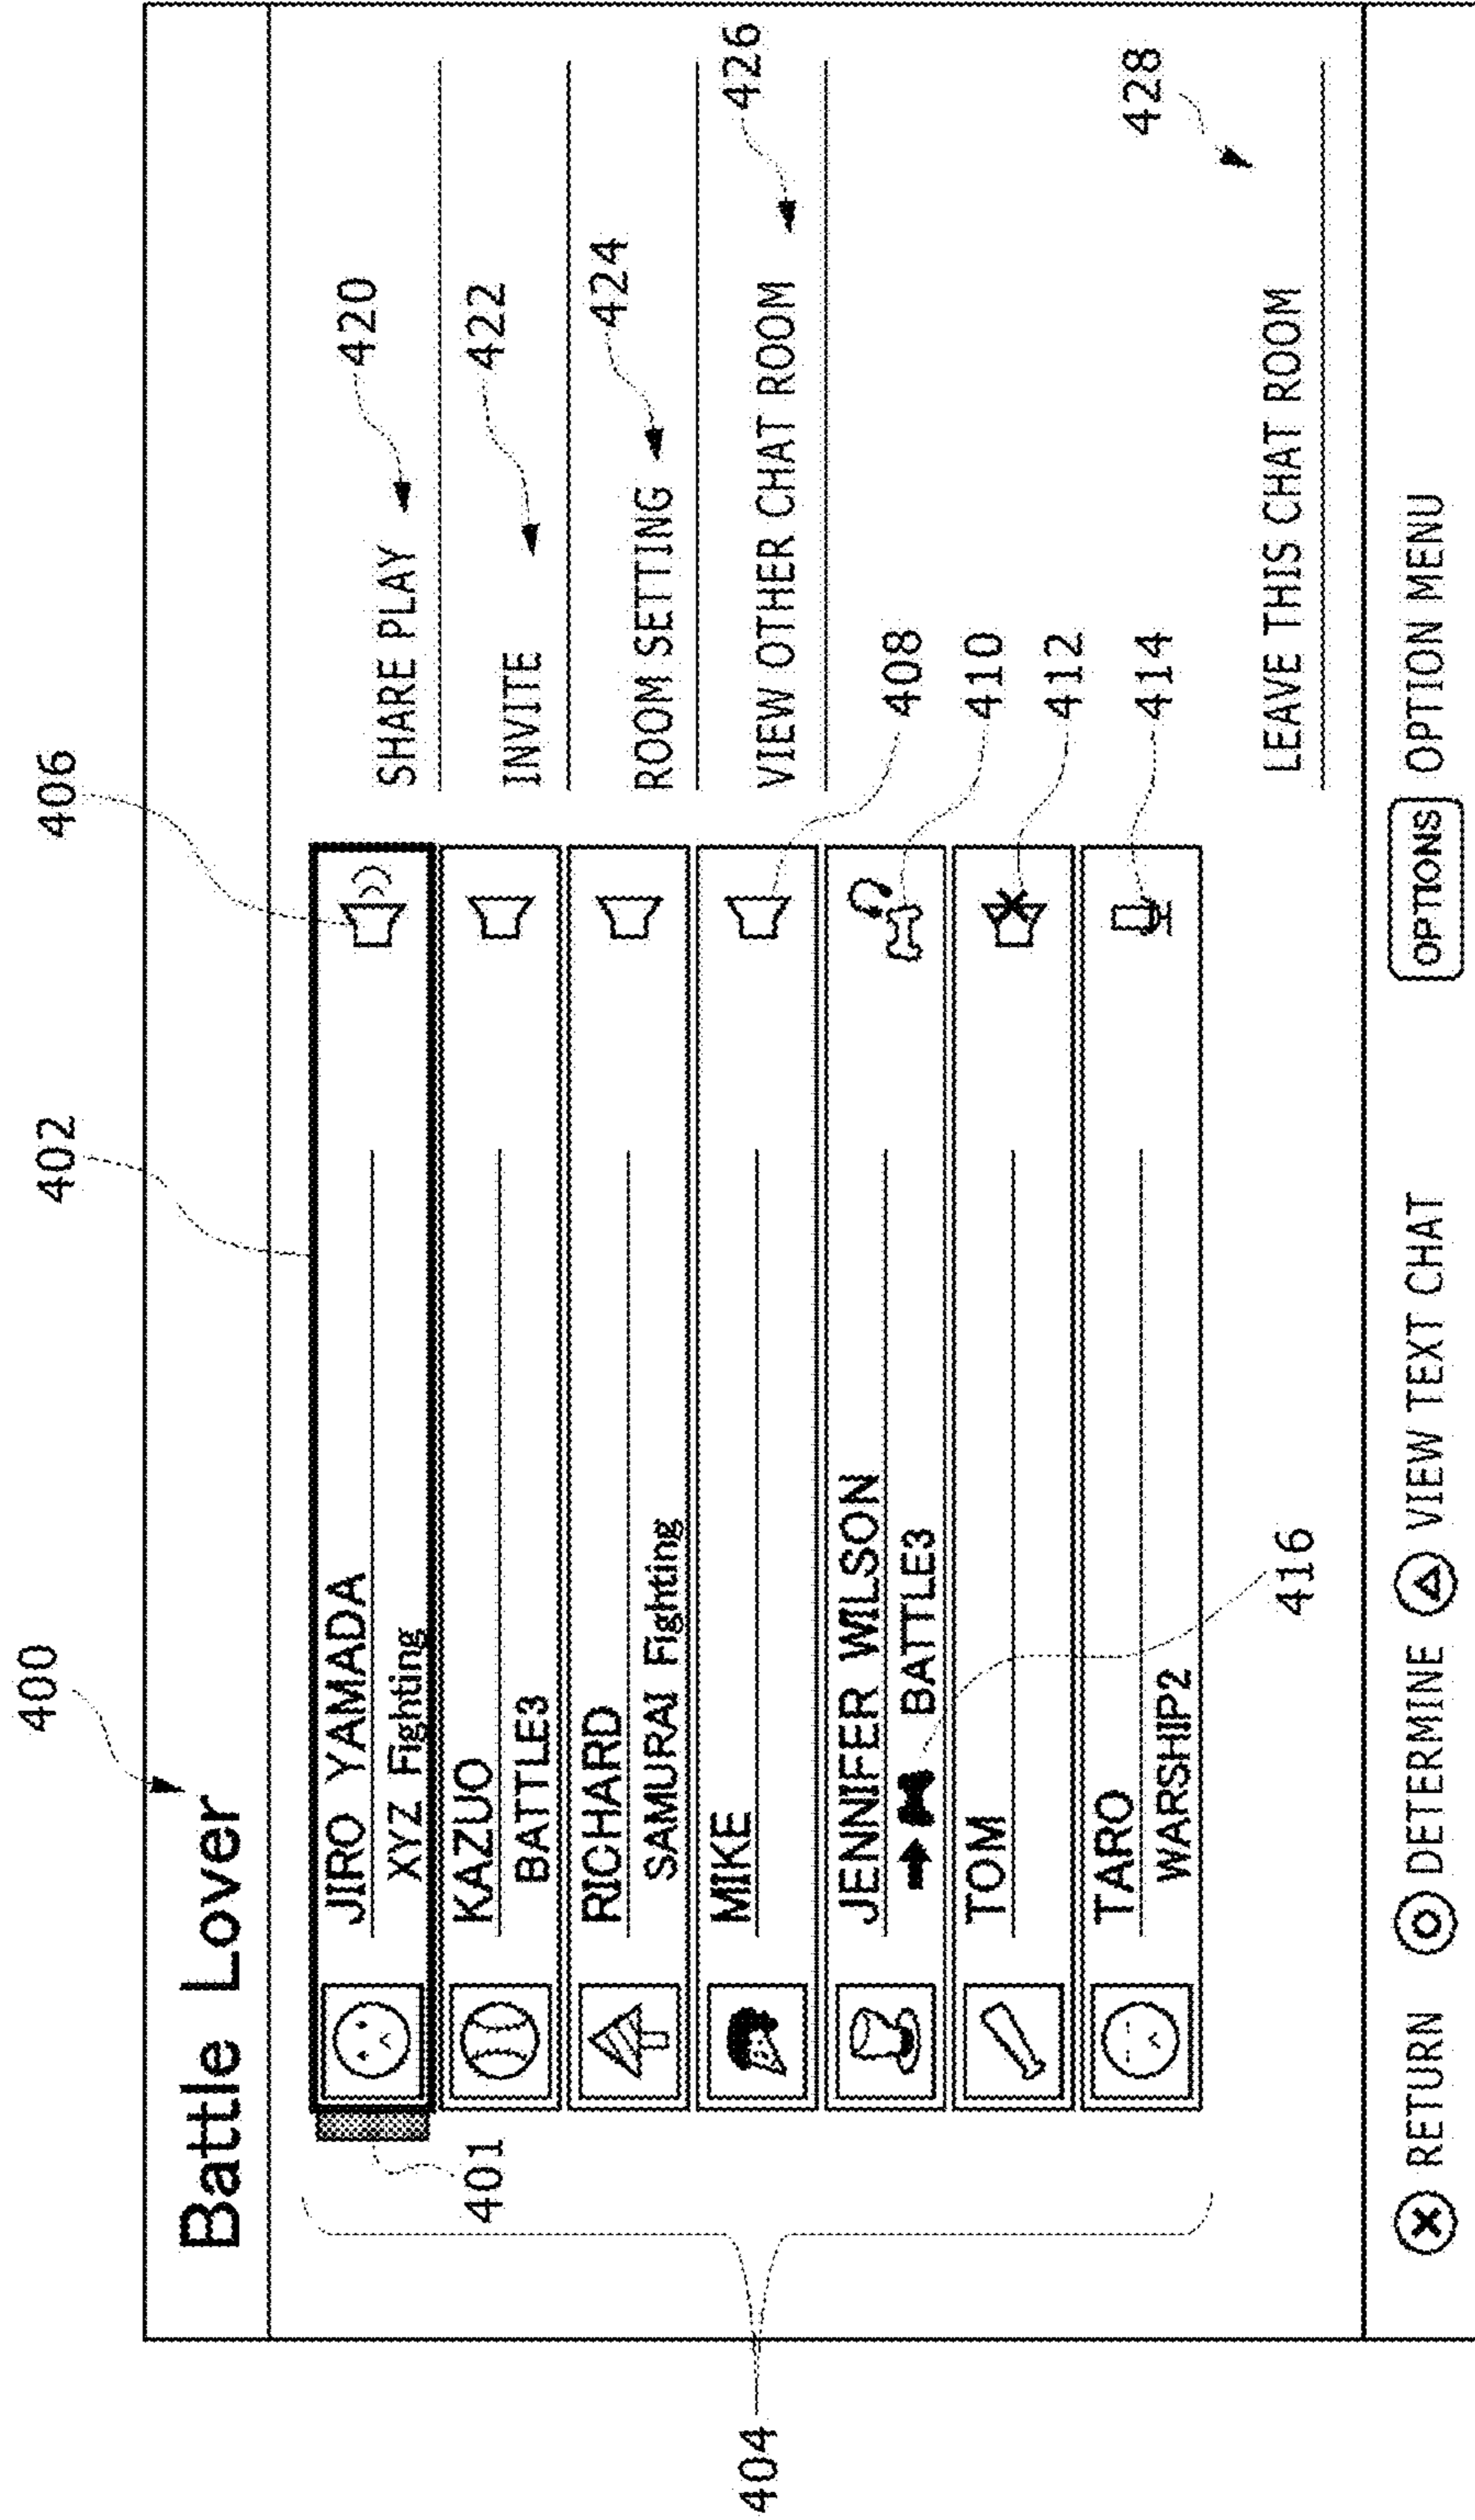 400
402
406
Battle Lover
401
404
JIRO YAMADA
XYZ Fighting
KAZUO
BATTLE3
RICHARD
SAMURAI Fighting
MIKE
JENNIFER WILSON
BATTLE3
TOM
TARO
WARSHIP2
416
SHARE PLAY
420
INVITE
422
ROOM SETTING
424
VIEW OTHER CHAT ROOM
426
408
410
412
414
LEAVE THIS CHAT ROOM
428
RETURN DETERMINE VIEW TEXT CHAT OPTIONS OPTION MENU